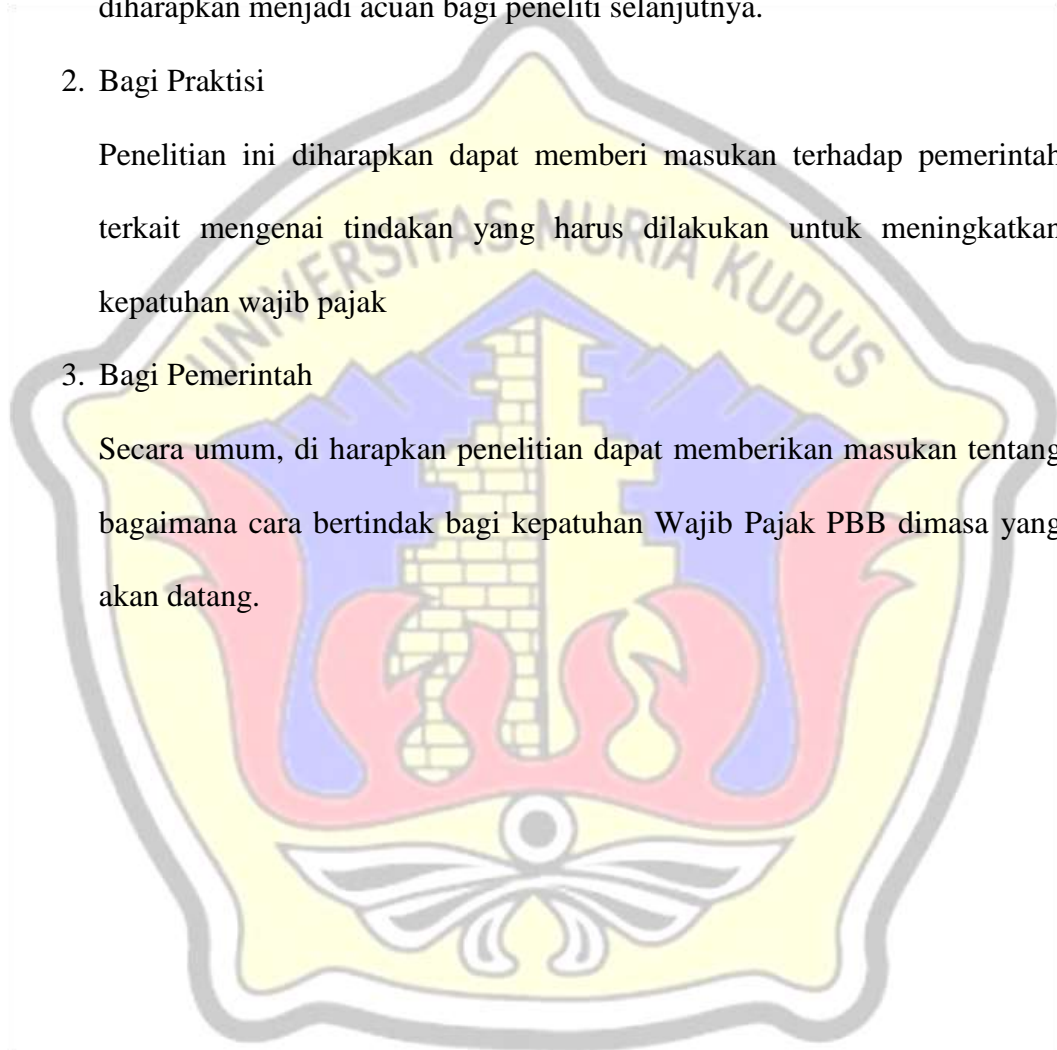 diharapkan menjadi acuan bagi peneliti selanjutnya.
2. Bagi Praktisi
Penelitian ini diharapkan dapat memberi masukan terhadap pemerintah
terkait mengenai tindakan yang harus dilakukan untuk meningkatkan
kepatuhan wajib pajak
3. Bagi Pemerintah
Secara umum, di harapkan penelitian dapat memberikan masukan tentang
bagaimana cara bertindak bagi kepatuhan Wajib Pajak PBB dimasa yang
akan datang.
UNIVERSITAS MURIA KUDUS